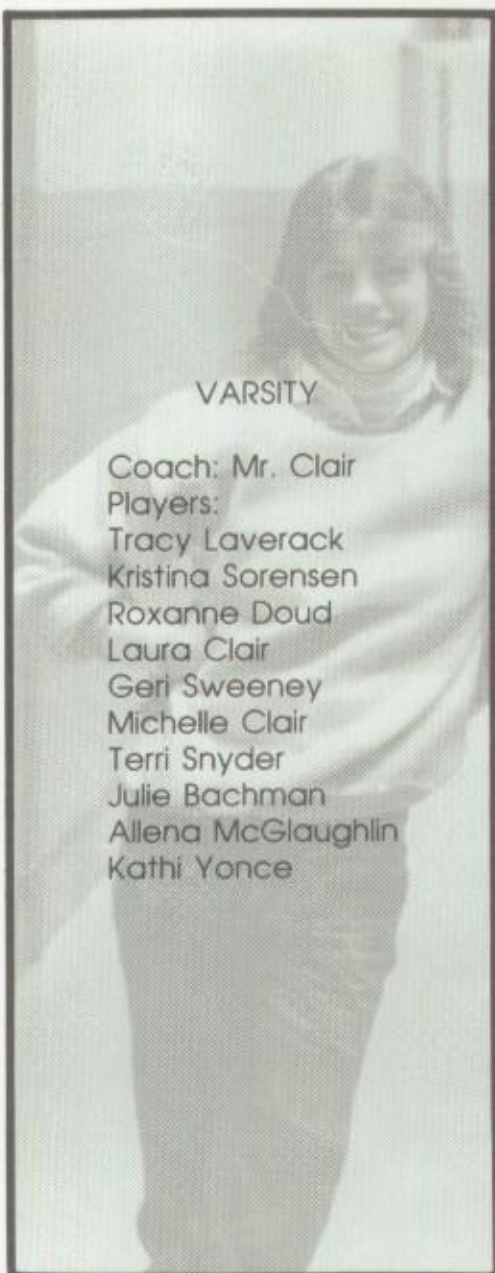 VARSITY
Coach: Mr. Clair
Players:
Tracy Laverack
Kristina Sorensen
Roxanne Doud
Laura Clair
Geri Sweeney
Michelle Clair
Terri Snyder
Julie Bachman
Allena McGlaughlin
Kathi Yonce